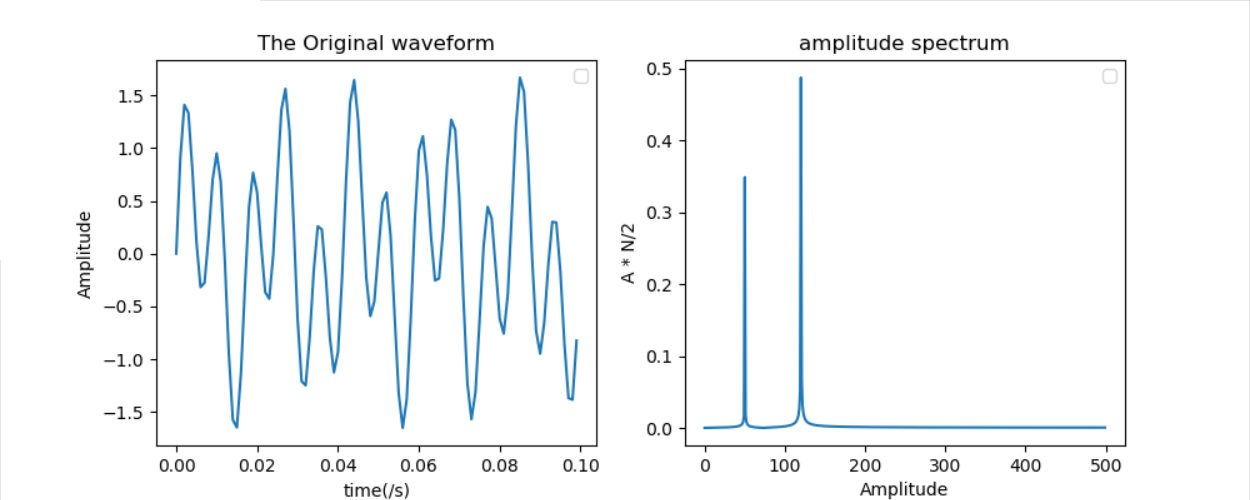 The Original waveform
amplitude spectrum
Amplitude
1.5
1.0
0.5
0.0
−0.5
−1.0
−1.5
0.00 0.02 0.04 0.06 0.08 0.10
time(/s)
A * N/2
0.5
0.4
0.3
0.2
0.1
0.0
0 100 200 300 400 500
Amplitude